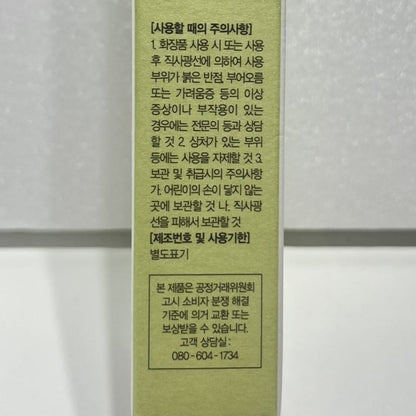 [사용할 때의 주의사항]
1. 화장품 사용 시 또는 사용
후 직사광선에 의하여 사용
부위가 붉은 반점, 부어오름
또는 가려움증 등의 이상
증상이나 부작용이 있는
경우에는 전문의 등과 상담
할 것 2. 상처가 있는 부위
등에는 사용을 자제할 것 3.
보관 및 취급시의 주의사항
가. 어린이의 손이 닿지 않는
곳에 보관할 것 나. 직사광
선을 피해서 보관할 것
[제조번호 및 사용기한]
별도표기
본 제품은 공정거래위원회
고시 소비자 분쟁 해결
기준에 의거 교환 또는
보상받을 수 있습니다.
고객 상담실 :
080-604-1734